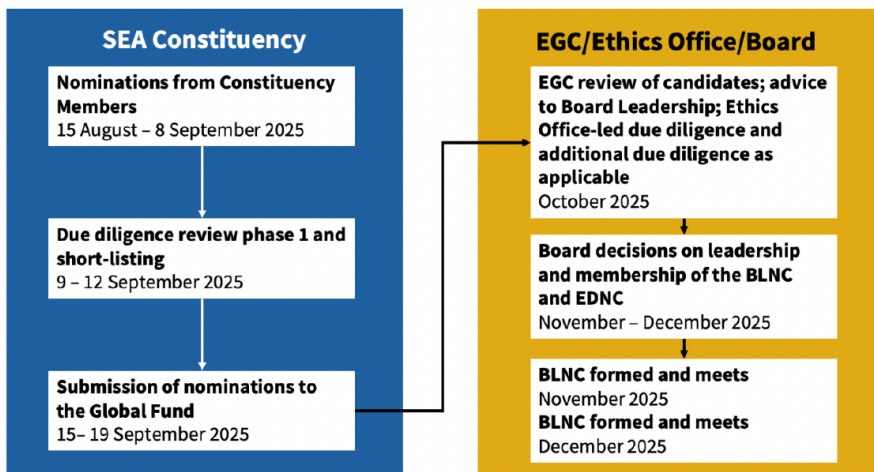 SEA Constituency
Nominations from Constituency
Members
15 August – 8 September 2025
Due diligence review phase 1 and
short-listing
9 – 12 September 2025
Submission of nominations to
the Global Fund
15– 19 September 2025
EGC/Ethics Office/Board
EGC review of candidates; advice
to Board Leadership; Ethics
Office-led due diligence and
additional due diligence as
applicable
October 2025
Board decisions on leadership
and membership of the BLNC
and EDNC
November – December 2025
BLNC formed and meets
November 2025
BLNC formed and meets
December 2025